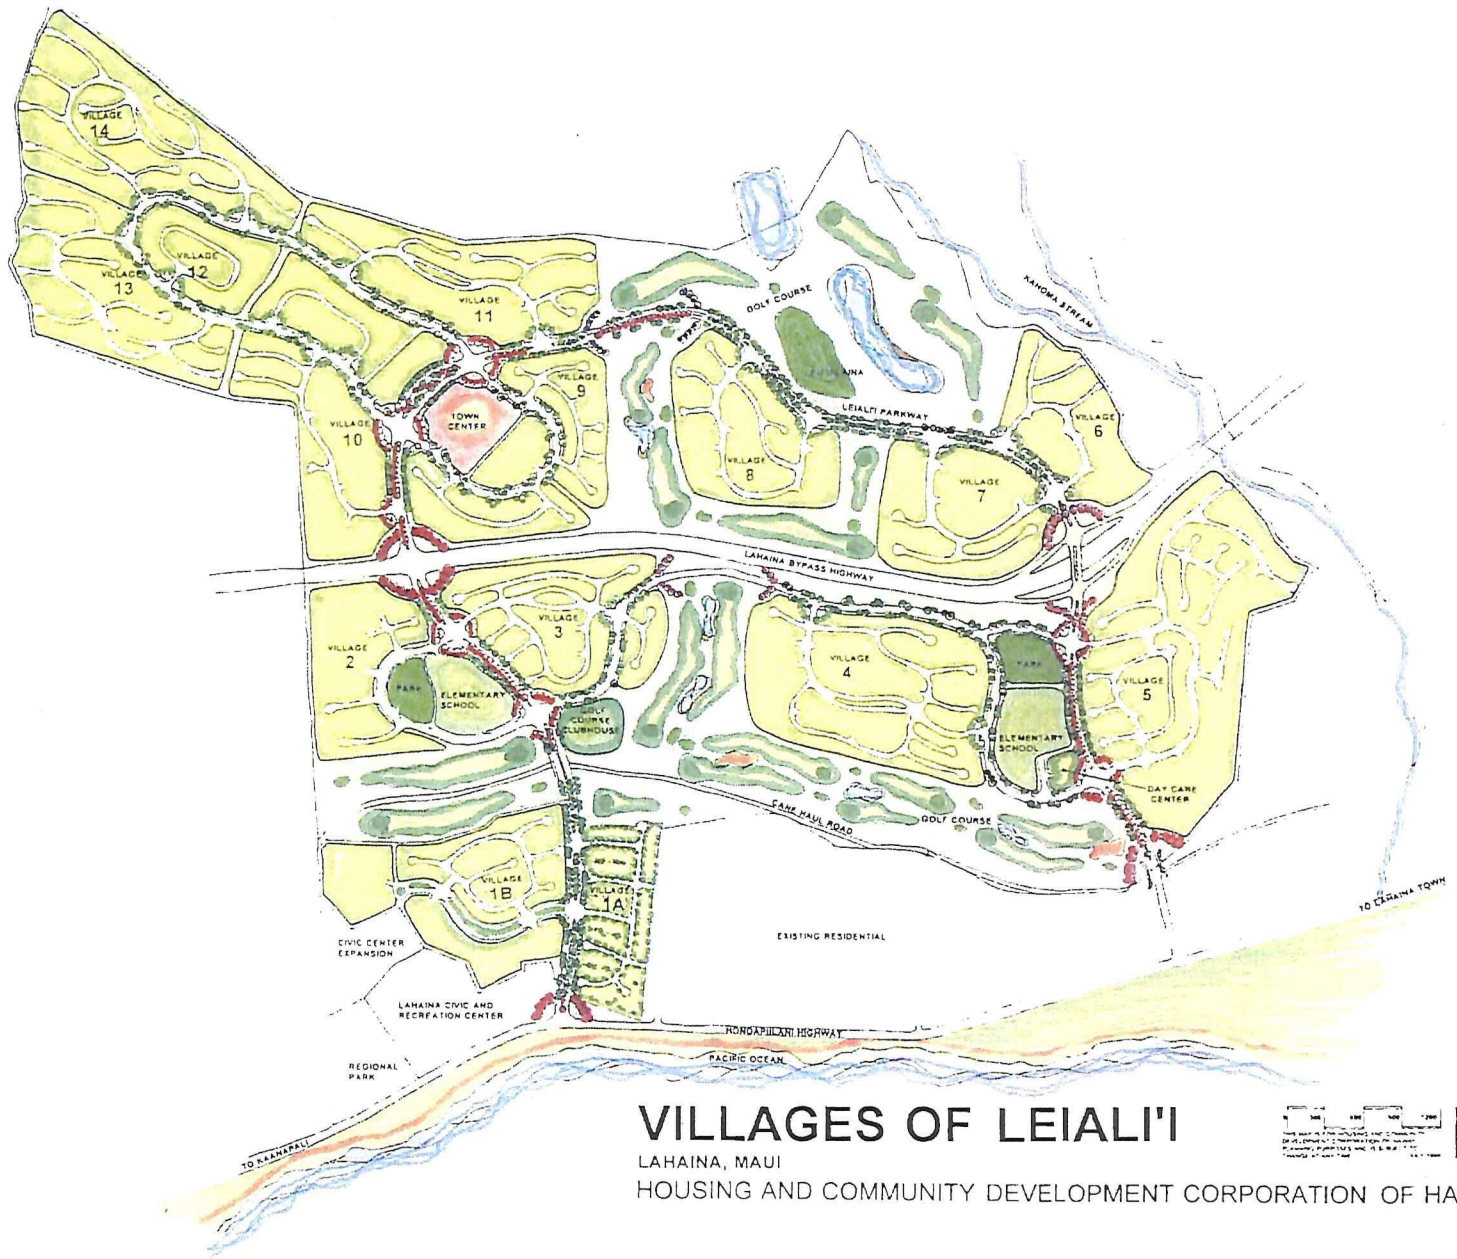 VILLAGE
14
VILLAGE
12
VILLAGE
13
VILLAGE
11
GOLF COURSE
KAHOMA STREAM
VILLAGE
9
TOWN
CENTER
VILLAGE
10
LEIALI'I PARKWAY
VILLAGE
6
VILLAGE
8
VILLAGE
7
LAHAINA BYPASS HIGHWAY
VILLAGE
2
VILLAGE
3
VILLAGE
4
PARK
VILLAGE
5
PARK
ELEMENTARY
SCHOOL
GOLF
COURSE
CLUBHOUSE
ELEMENTARY
SCHOOL
DAY CARE
CENTER
CANE HAUL ROAD
GOLF COURSE
VILLAGE
1B
VILLAGE
1A
TO LAHAINA TOWN
CIVIC CENTER
EXPANSION
EXISTING RESIDENTIAL
LAHAINA CIVIC AND
RECREATION CENTER
HONOAPIILANI HIGHWAY
PACIFIC OCEAN
REGIONAL
PARK
TO KAANAPALI
VILLAGES OF LEIALI'I
LAHAINA, MAUI
HOUSING AND COMMUNITY DEVELOPMENT CORPORATION OF HA